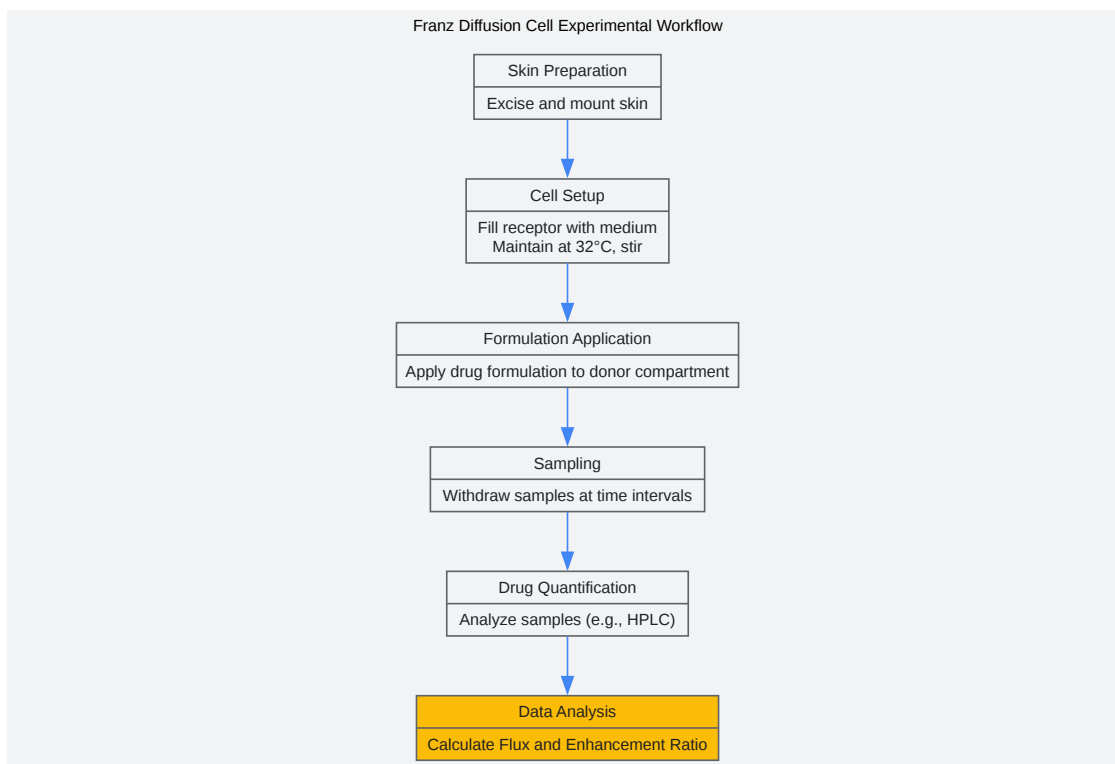 Franz Diffusion Cell Experimental Workflow
Skin Preparation
Excise and mount skin
Cell Setup
Fill receptor with medium
Maintain at 32°C, stir
Formulation Application
Apply drug formulation to donor compartment
Sampling
Withdraw samples at time intervals
Drug Quantification
Analyze samples (e.g., HPLC)
Data Analysis
Calculate Flux and Enhancement Ratio